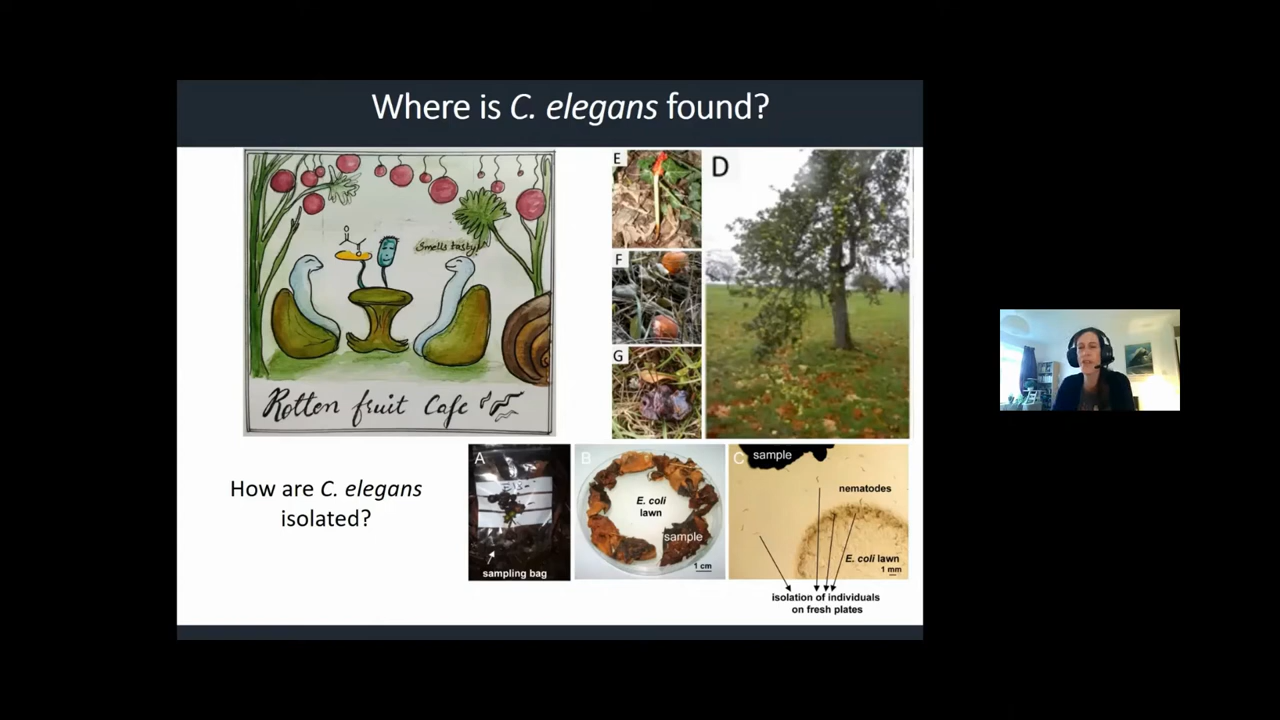 Where is C. elegans found?
O
Smells tasty!
Rotten fruit Cafe
E
F
G
D
How are C. elegans
isolated?
A
sampling bag
B
E. coli
lawn
sample
1 cm
C
sample
nematodes
E. coli lawn
1 mm
isolation of individuals
on fresh plates